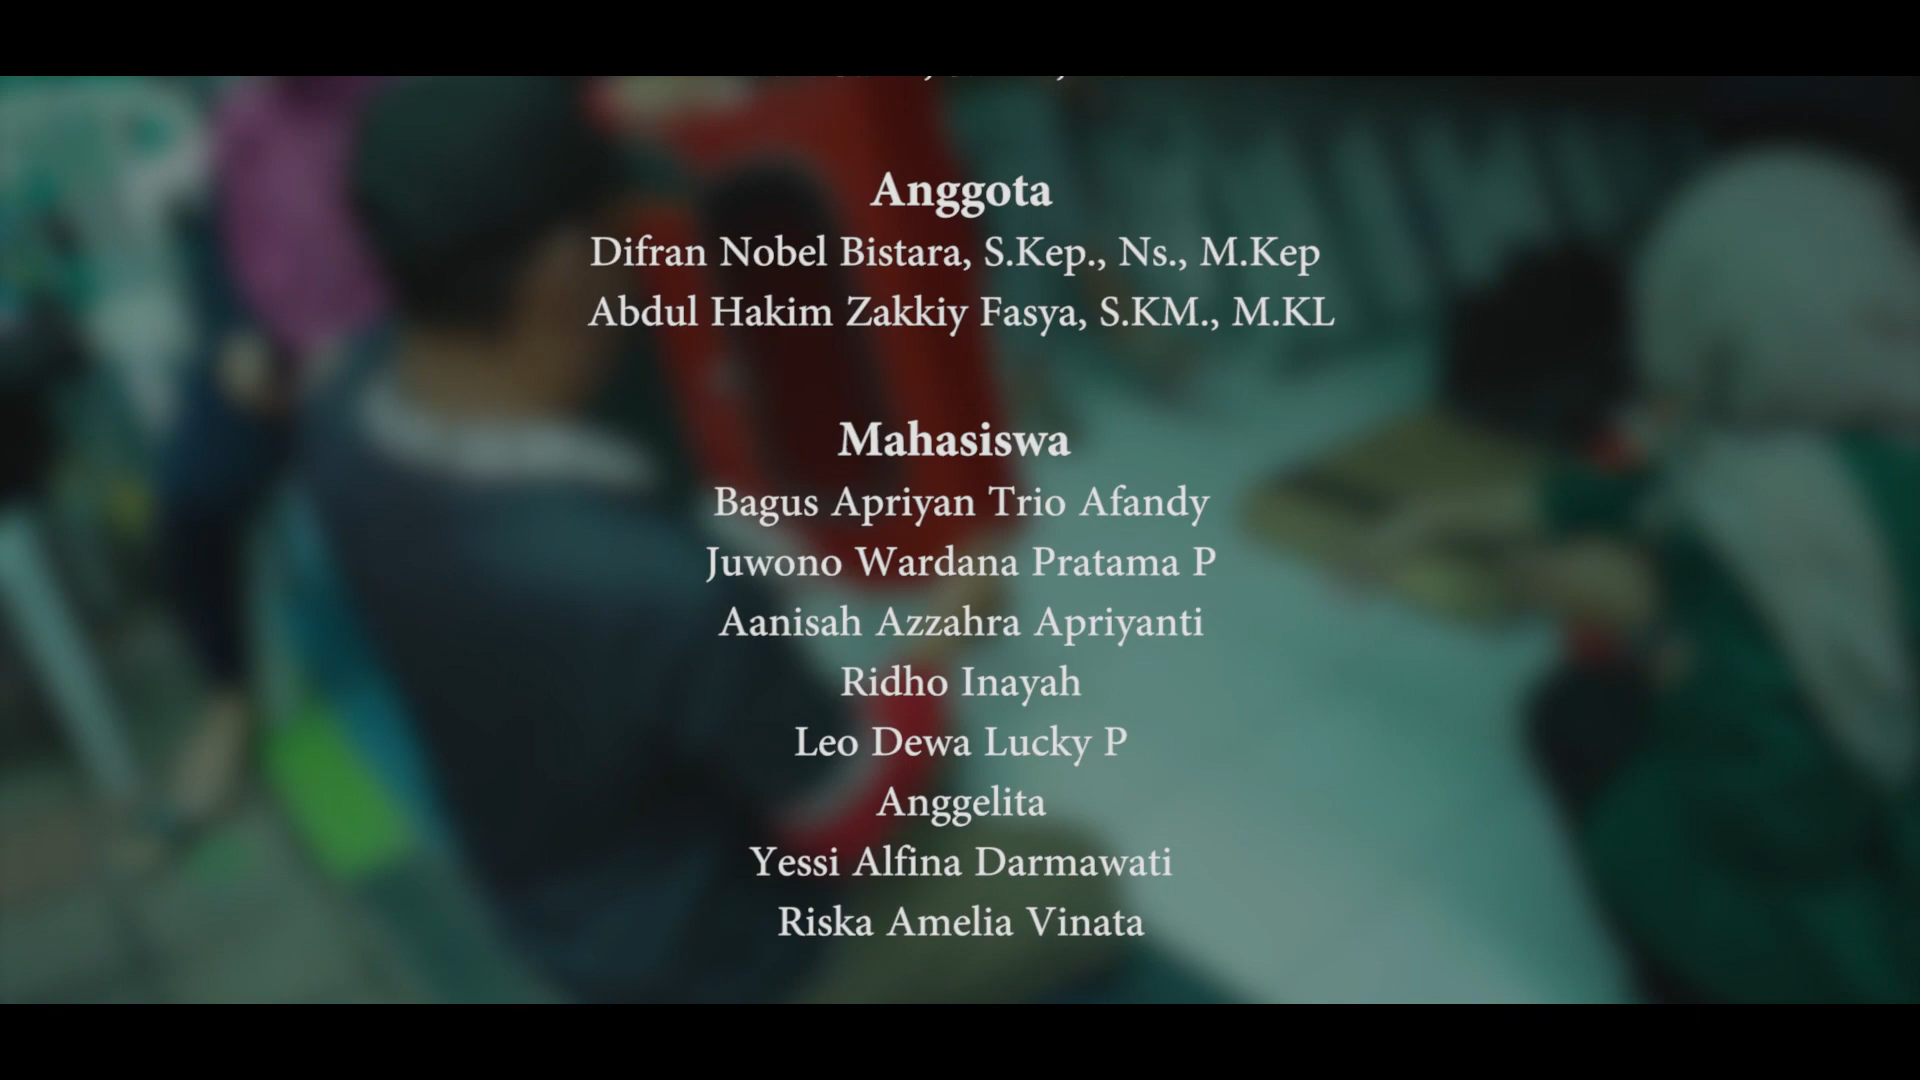 Anggota
Difran Nobel Bistara, S.Kep., Ns., M.Kep
Abdul Hakim Zakkiy Fasya, S.KM., M.KL
Mahasiswa
Bagus Apriyan Trio Afandy
Juwono Wardana Pratama P
Aanisah Azzahra Apriyanti
Ridho Inayah
Leo Dewa Lucky P
Anggelita
Yessi Alfina Darmawati
Riska Amelia Vinata